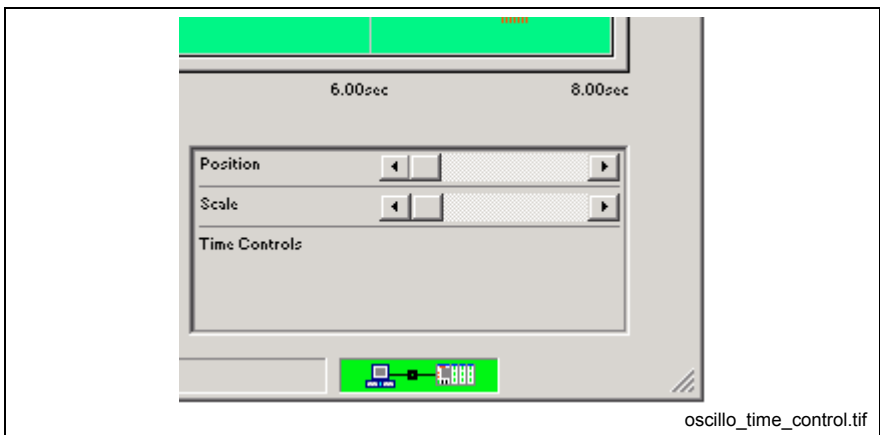 6.00sec 8.00sec
Position
Scale
Time Controls
oscillo_time_control.tif